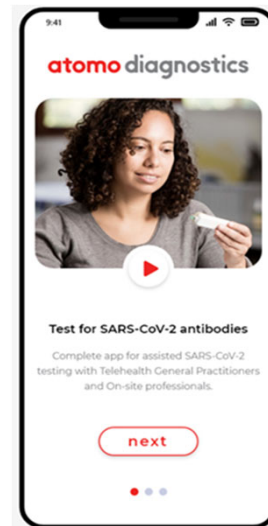 9:41
atomo diagnostics
Test for SARS-CoV-2 antibodies
Complete app for assisted SARS-CoV-2
testing with Telehealth General Practitioners
and On-site professionals.
next